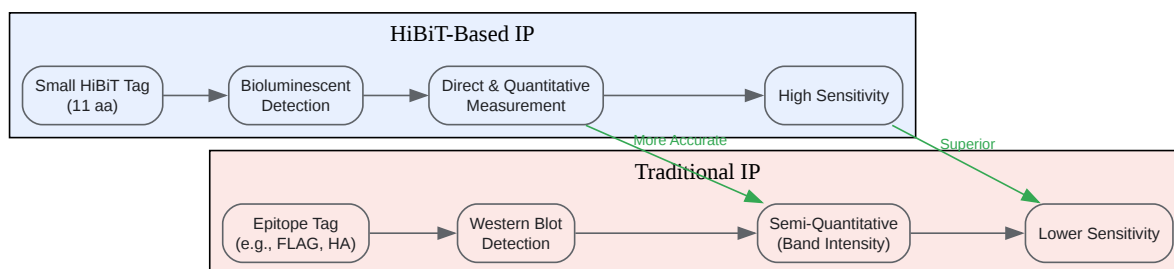 HiBiT-Based IP
Small HiBiT Tag
(11 aa)
Bioluminescent
Detection
Direct & Quantitative
Measurement
High Sensitivity
More Accurate
Superior
Traditional IP
Epitope Tag
(e.g., FLAG, HA)
Western Blot
Detection
Semi-Quantitative
(Band Intensity)
Lower Sensitivity